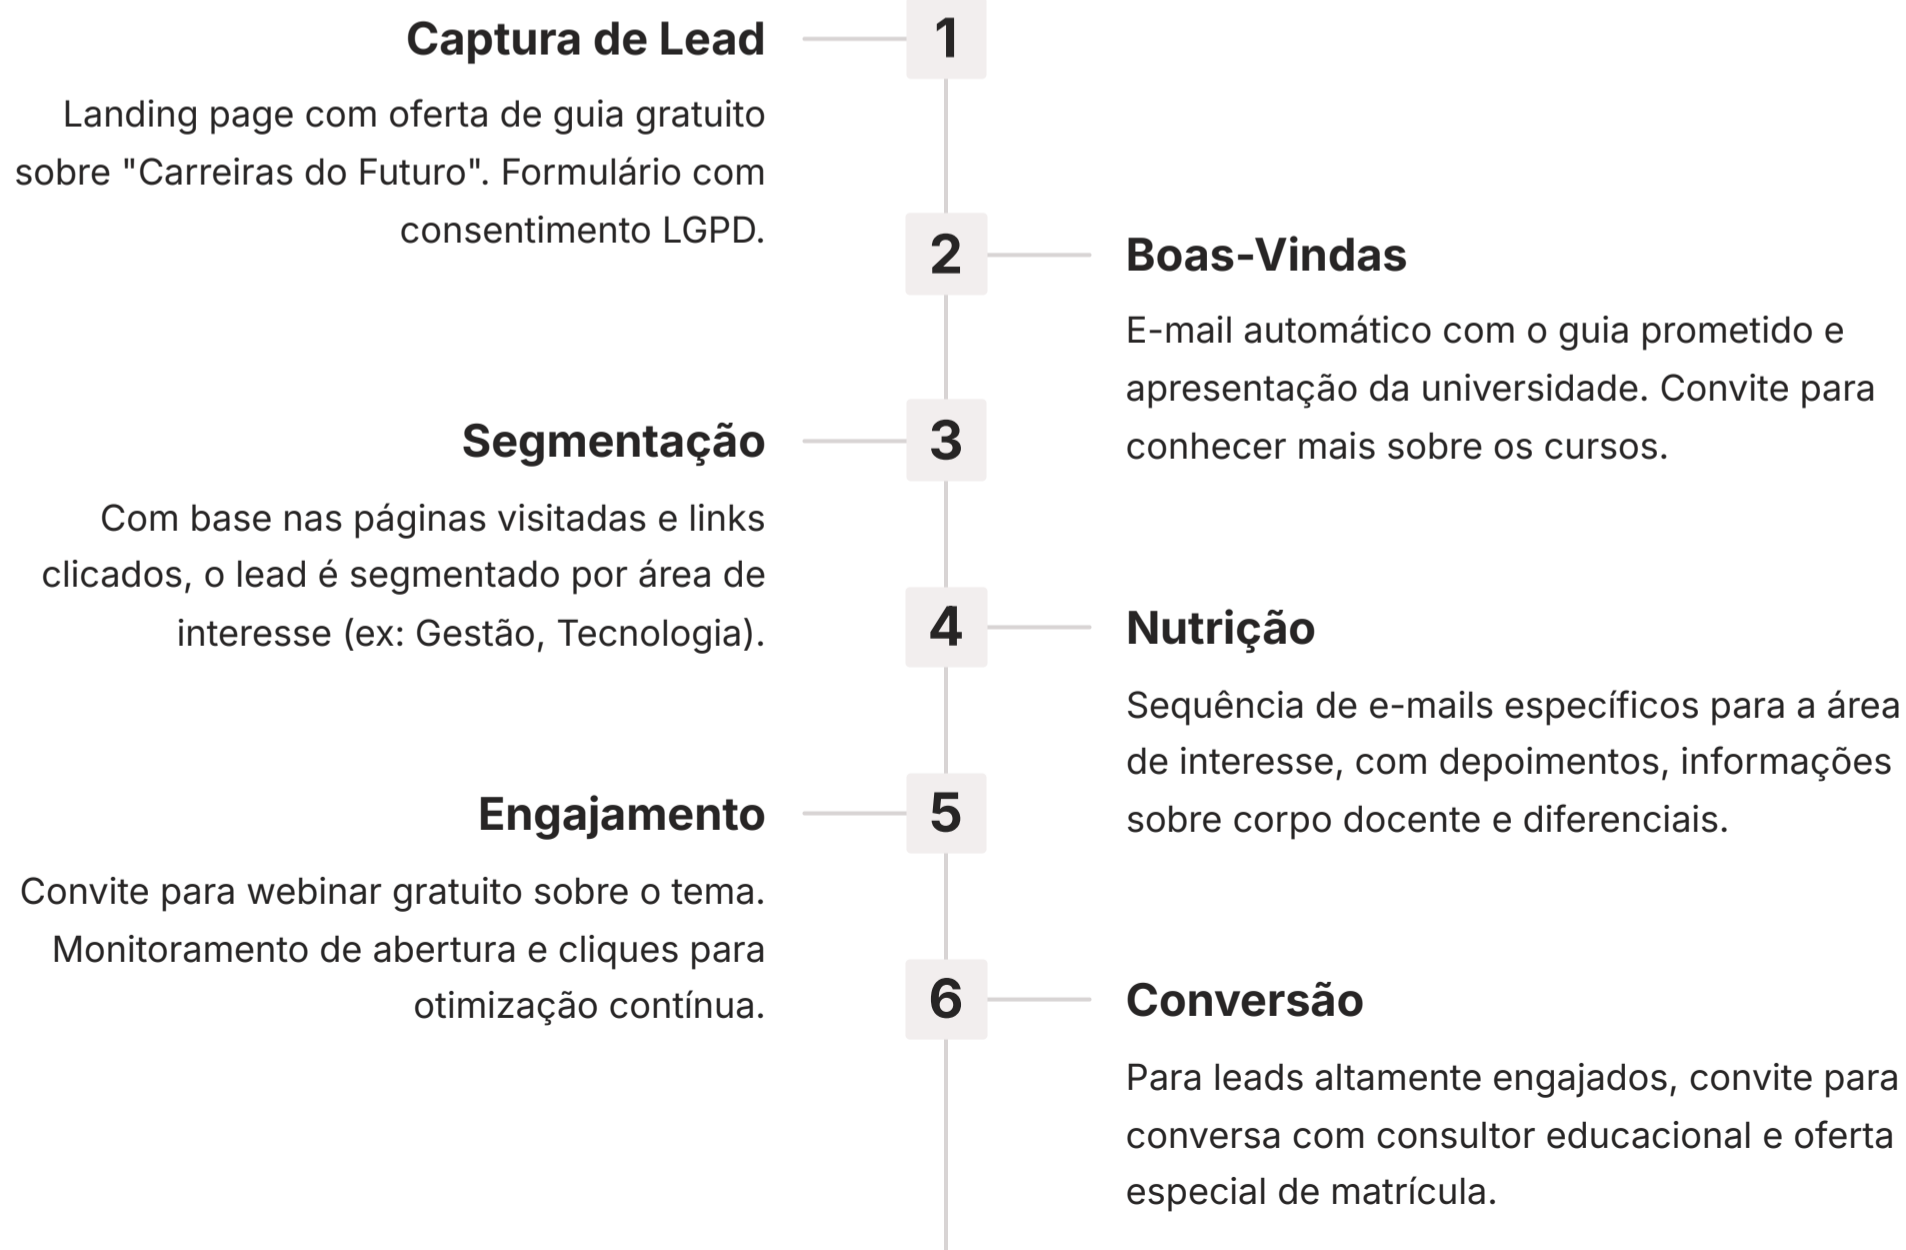 Captura de Lead
1
Landing page com oferta de guia gratuito
sobre "Carreiras do Futuro". Formulário com
consentimento LGPD.
2
Boas-Vindas
E-mail automático com o guia prometido e
apresentação da universidade. Convite para
conhecer mais sobre os cursos.
Segmentação
3
Com base nas páginas visitadas e links
clicados, o lead é segmentado por área de
interesse (ex: Gestão, Tecnologia).
4
Nutrição
Sequência de e-mails específicos para a área
de interesse, com depoimentos, informações
sobre corpo docente e diferenciais.
Engajamento
5
Convite para webinar gratuito sobre o tema.
Monitoramento de abertura e cliques para
otimização contínua.
6
Conversão
Para leads altamente engajados, convite para
conversa com consultor educacional e oferta
especial de matrícula.